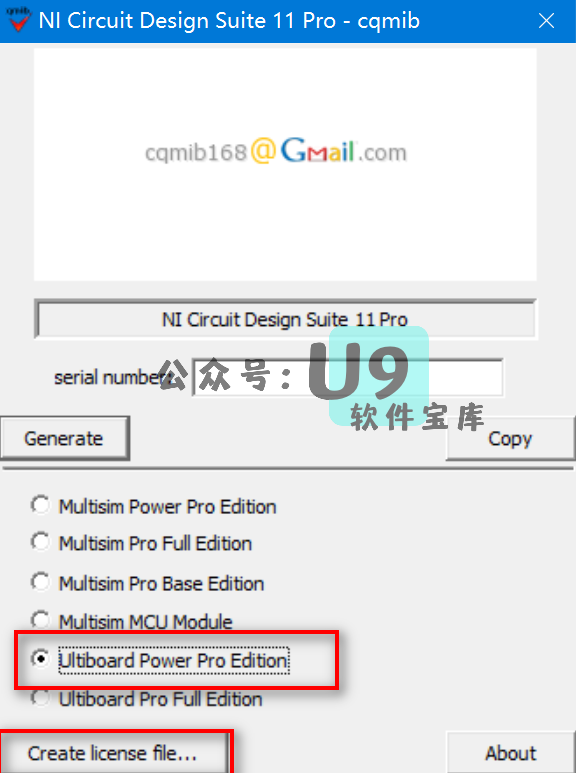 NI Circuit Design Suite 11 Pro - cqmib
cqmib168@Gmail.com
NI Circuit Design Suite 11 Pro
serial number:
公众号：U9
软件宝库
Generate
Copy
Multisim Power Pro Edition
Multisim Pro Full Edition
Multisim Pro Base Edition
Multisim MCU Module
Ultiboard Power Pro Edition
Ultiboard Pro Full Edition
Create license file...
About